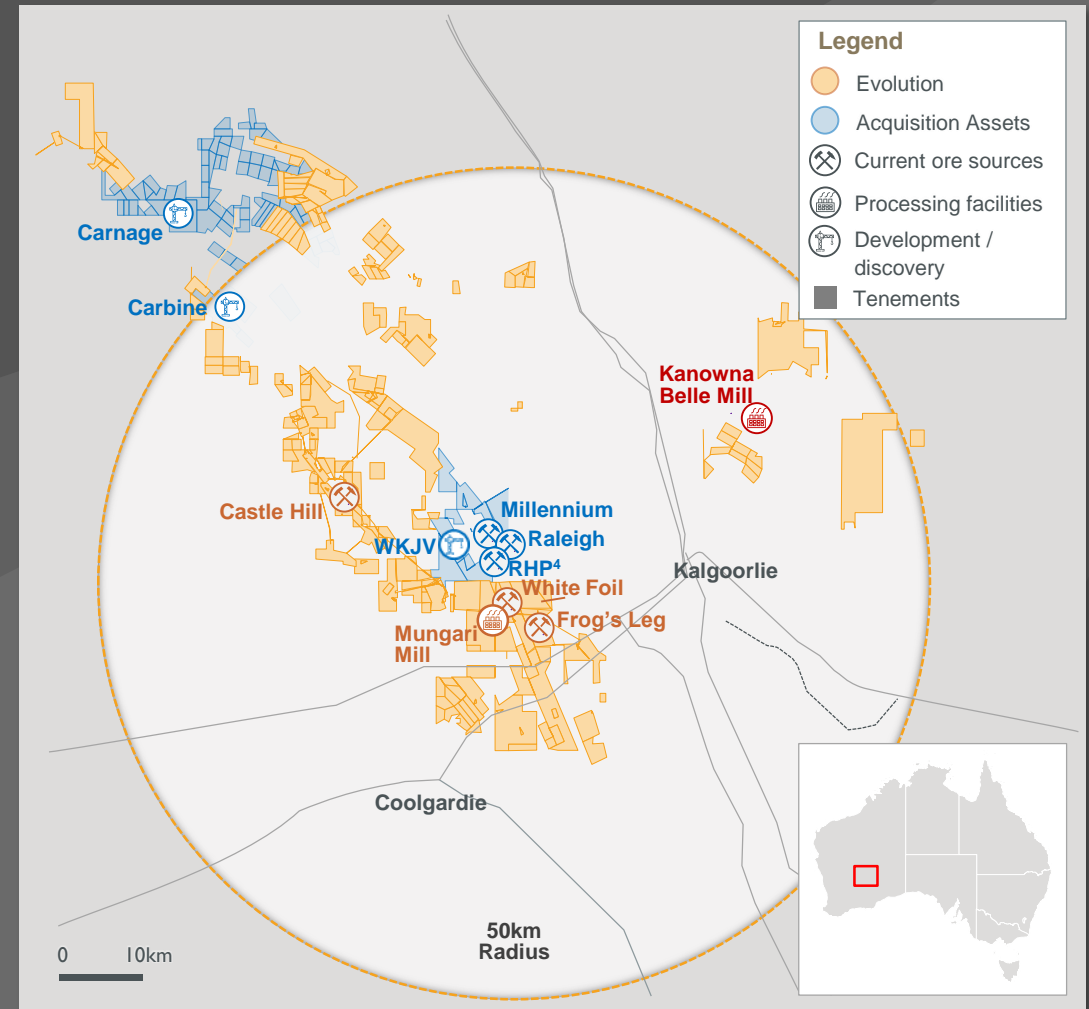 Legend
Evolution
Acquisition Assets
Current ore sources
Processing facilities
Development /
discovery
Tenements
Carnage
Carbine
Kanowna
Belle Mill
Castle Hill
Millennium
WKJV
Raleigh
RHP⁴
Kalgoorlie
White Foil
Frog's Leg
Mungari
Mill
Coolgardie
50km
Radius
0 10km